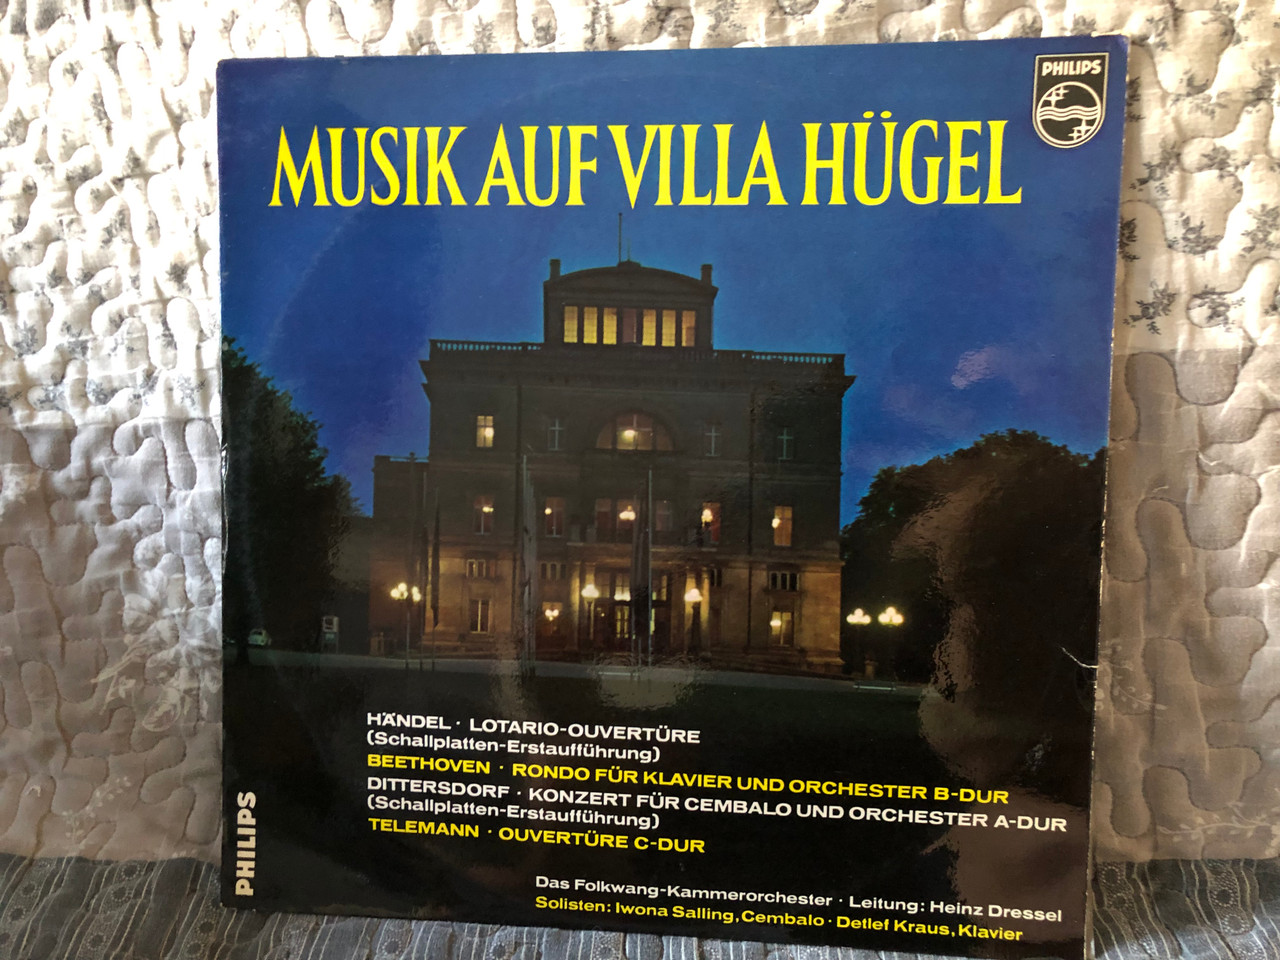 PHILIPS
MUSIK AUF VILLA HÜGEL
HÄNDEL · LOTARIO-OUVERTÜRE
(Schallplatten-Erstaufführung)
BEETHOVEN · RONDO FÜR KLAVIER UND ORCHESTER B-DUR
DITTERSDORF · KONZERT FÜR CEMBALO UND ORCHESTER A-DUR
(Schallplatten-Erstaufführung)
TELEMANN · OUVERTÜRE C-DUR
PHILIPS
Das Folkwang-Kammerorchester · Leitung: Heinz Dressel
Solisten: Iwona Salling, Cembalo · Detlef Kraus, Klavier